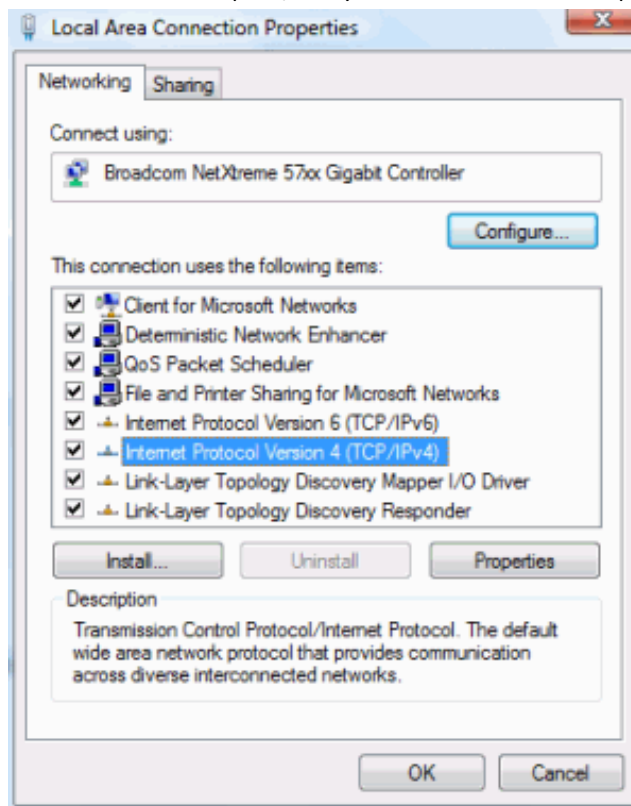 Local Area Connection Properties
Networking
Sharing
Connect using:
Broadcom NetXtreme 57xx Gigabit Controller
Configure...
This connection uses the following items:
Client for Microsoft Networks
Deterministic Network Enhancer
QoS Packet Scheduler
File and Printer Sharing for Microsoft Networks
Internet Protocol Version 6 (TCP/IPv6)
Internet Protocol Version 4 (TCP/IPv4)
Link-Layer Topology Discovery Mapper I/O Driver
Link-Layer Topology Discovery Responder
Install...
Uninstall
Properties
Description
Transmission Control Protocol/Internet Protocol. The default
wide area network protocol that provides communication
across diverse interconnected networks.
OK
Cancel